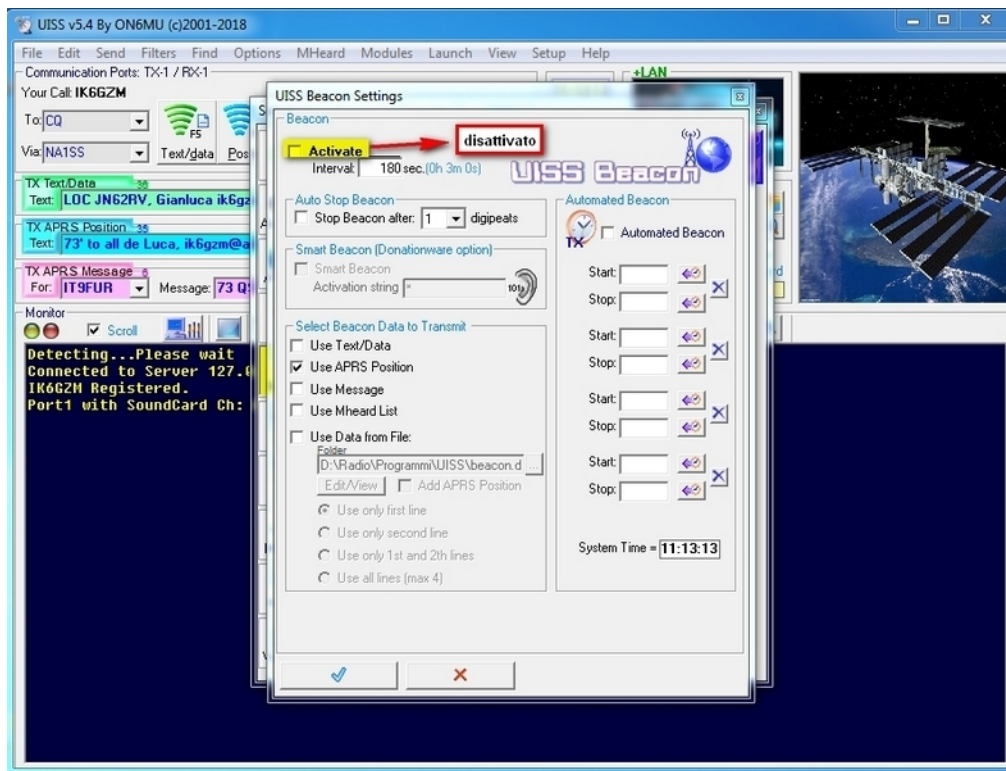 UISS v5.4 By ON6MU (c)2001-2018
File Edit Send Filters Find Options MHeard Modules Launch View Setup Help
Communication Ports: TX-1 / RX-1
+LAN
Your Call: IK6GZM
To: CQ
F5
Text/data
Via: NA1SS
TX Text/Data 36
Text: LOC JN62RV, Gianluca
TX APRS Position 35
Text: 73' to all de Luca,
TX APRS Message 6
For: IT9FUR Message: 73
Monitor
Scroll
Detecting...Please wait
Connected to Server
IK6GZM Registered.
Port1 with SoundCard Ch:
UISS Beacon Settings
Beacon
Activate
disattivato
Interval: 180 sec. (0h 3m 0s)
UISS Beacon
Auto Stop Beacon
Stop Beacon after: 1 digipeats
Smart Beacon (Donationware option)
Smart Beacon
Activation string *
101
Select Beacon Data to Transmit
Use Text/Data
Use APRS Position
Use Message
Use Mheard List
Use Data from File:
Folder
D:\Radio\Programmi\UISS\beacon.d ...
Edit/View Add APRS Position
Use only first line
Use only second line
Use only 1st and 2th lines
Use all lines (max 4)
Automated Beacon
TX
Automated Beacon
Start:
Stop:
Start:
Stop:
Start:
Stop:
Start:
Stop:
System Time = 11:13:13